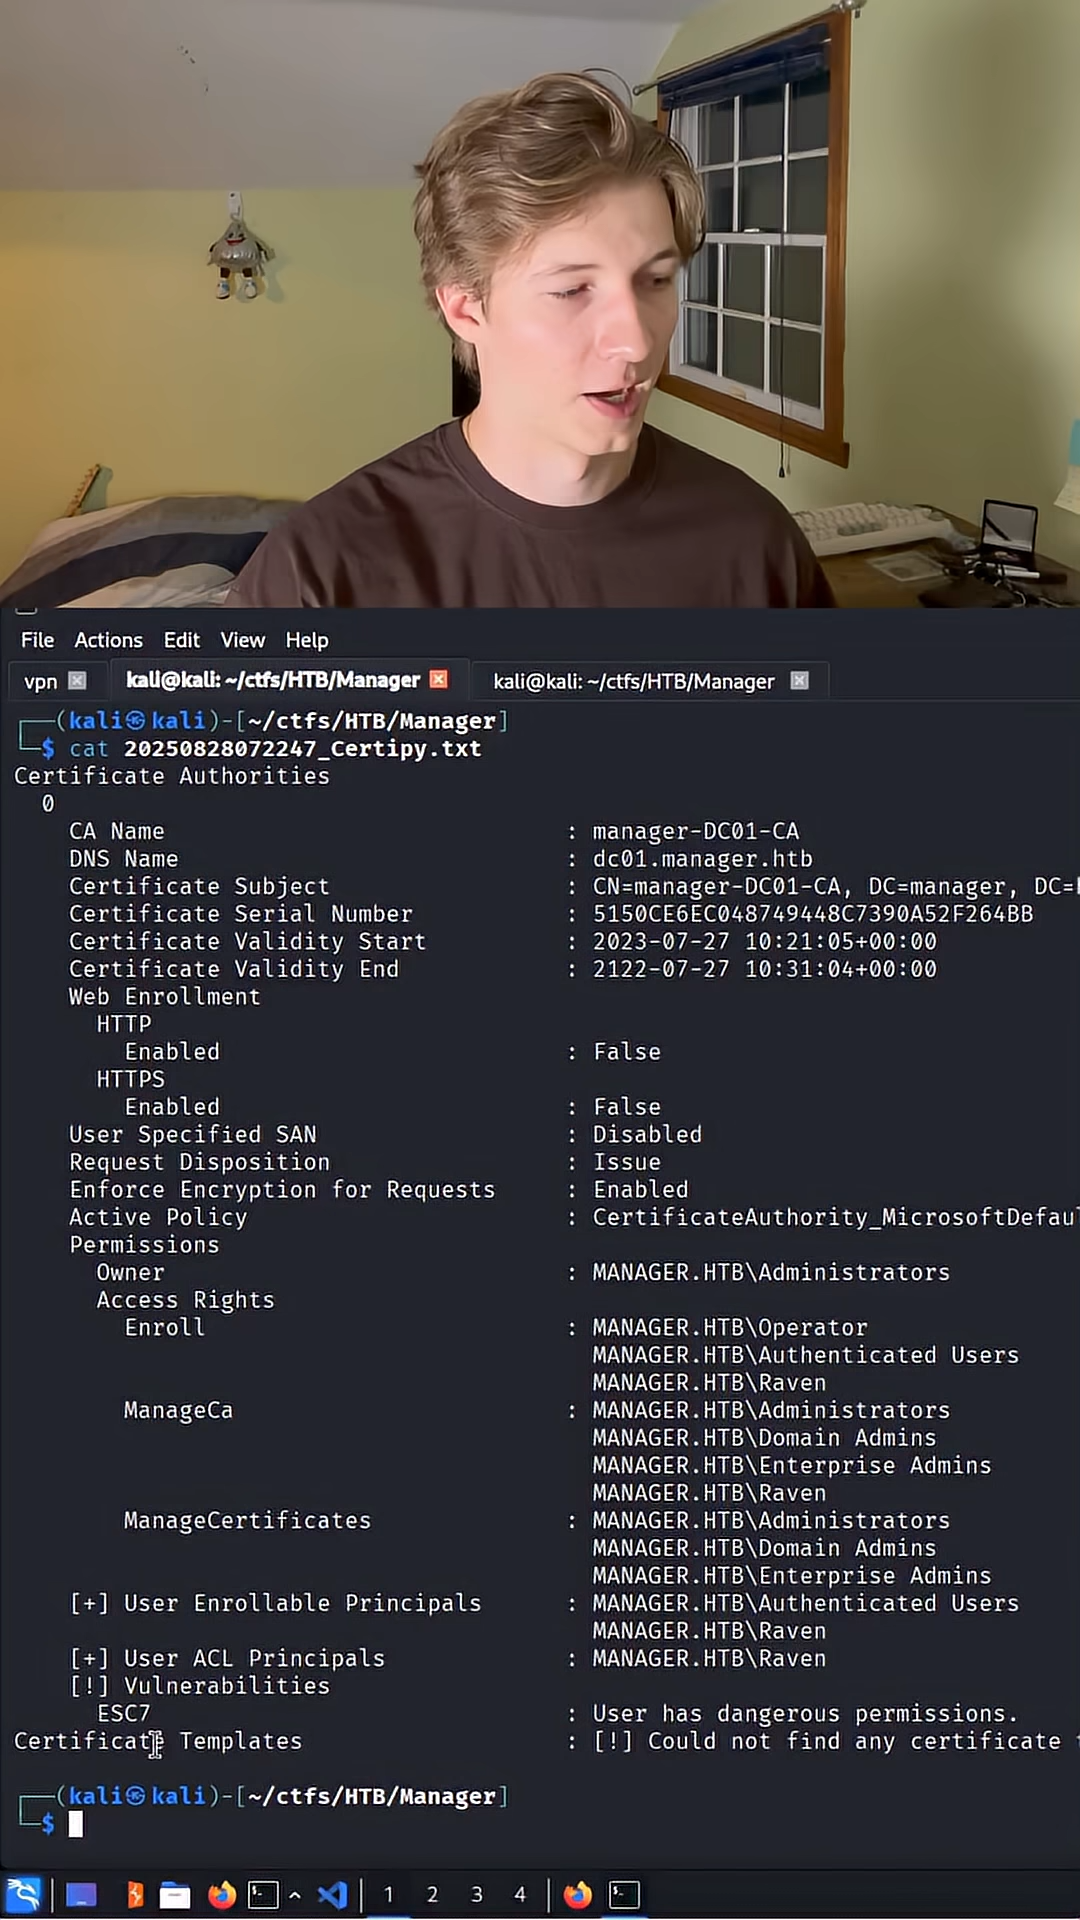 File Actions Edit View Help
vpn kali@kali: ~/ctfs/HTB/Manager kali@kali: ~/ctfs/HTB/Manager
(kali㉿kali)-[~/ctfs/HTB/Manager]
$ cat 20250828072247_Certipy.txt
Certificate Authorities
0
CA Name : manager-DC01-CA
DNS Name : dc01.manager.htb
Certificate Subject : CN=manager-DC01-CA, DC=manager, DC=
Certificate Serial Number : 5150CE6EC048749448C7390A52F264BB
Certificate Validity Start : 2023-07-27 10:21:05+00:00
Certificate Validity End : 2122-07-27 10:31:04+00:00
Web Enrollment
HTTP
Enabled : False
HTTPS
Enabled : False
User Specified SAN : Disabled
Request Disposition : Issue
Enforce Encryption for Requests : Enabled
Active Policy : CertificateAuthority_MicrosoftDefau
Permissions
Owner : MANAGER.HTB\Administrators
Access Rights
Enroll : MANAGER.HTB\Operator
MANAGER.HTB\Authenticated Users
MANAGER.HTB\Raven
ManageCa : MANAGER.HTB\Administrators
MANAGER.HTB\Domain Admins
MANAGER.HTB\Enterprise Admins
MANAGER.HTB\Raven
ManageCertificates : MANAGER.HTB\Administrators
MANAGER.HTB\Domain Admins
MANAGER.HTB\Enterprise Admins
[+] User Enrollable Principals : MANAGER.HTB\Authenticated Users
MANAGER.HTB\Raven
[+] User ACL Principals : MANAGER.HTB\Raven
[!] Vulnerabilities
ESC7 : User has dangerous permissions.
Certificate Templates : [!] Could not find any certificate
(kali㉿kali)-[~/ctfs/HTB/Manager]
$
1 2 3 4